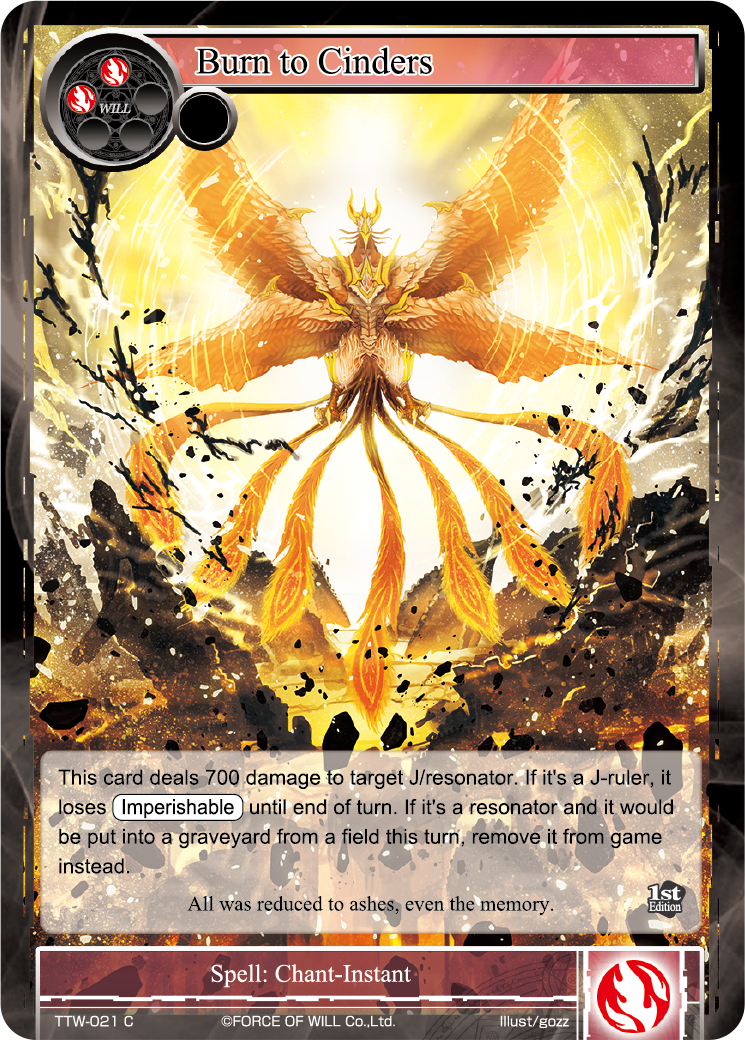 Burn to Cinders
WILL
This card deals 700 damage to target J/resonator. If it's a J-ruler, it
loses Imperishable until end of turn. If it's a resonator and it would
be put into a graveyard from a field this turn, remove it from game
instead.
All was reduced to ashes, even the memory.
1st
Edition
Spell: Chant-Instant
TTW-021 C ©FORCE OF WILL Co.,Ltd. Illust/gozz